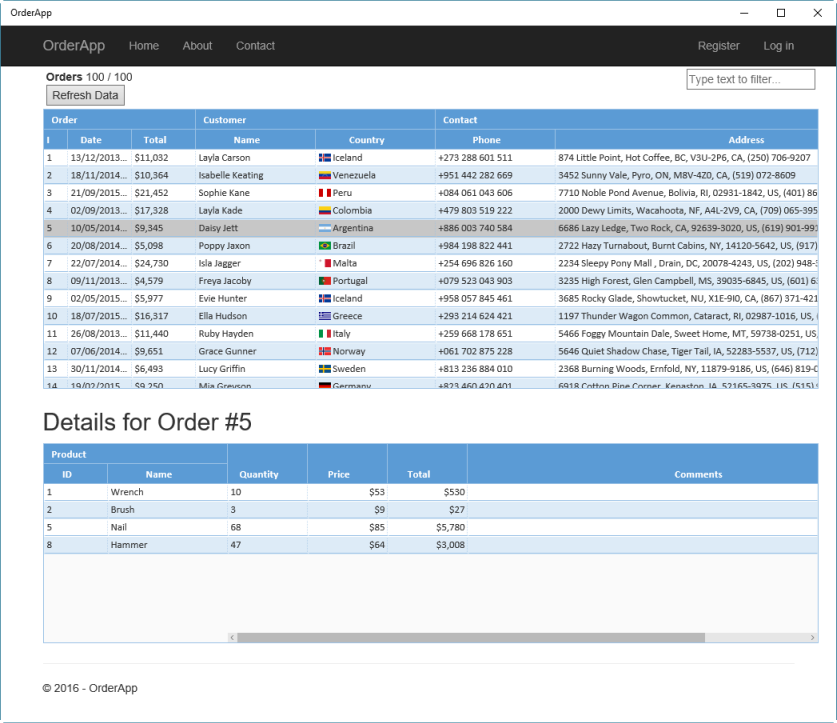 OrderApp
OrderApp Home About Contact Register Log in
Orders 100 / 100
Type text to filter...
Refresh Data
Order Customer Contact
I Date Total Name Country Phone Address
1 13/12/2013... $11,032 Layla Carson Iceland +273 288 601 511 874 Little Point, Hot Coffee, BC, V3U-2P6, CA, (250) 706-9207
2 18/11/2014... $10,364 Isabelle Keating Venezuela +951 442 282 669 3452 Sunny Vale, Pyro, ON, M8V-4Z0, CA, (519) 072-8609
3 21/09/2015... $21,452 Sophie Kane Peru +084 061 043 606 7710 Noble Pond Avenue, Bolivia, RI, 02931-1842, US, (401) 86
4 02/09/2013... $17,328 Layla Kade Colombia +479 803 519 222 2000 Dewy Limits, Wacahoota, NF, A4L-2V9, CA, (709) 065-395
5 10/05/2014... $9,345 Daisy Jett Argentina +886 003 740 584 6686 Lazy Ledge, Two Rock, CA, 92639-3020, US, (619) 901-991
6 20/08/2014... $5,098 Poppy Jaxon Brazil +984 198 822 441 2722 Hazy Turnabout, Burnt Cabins, NY, 14120-5642, US, (917)
7 22/07/2014... $24,730 Isla Jagger Malta +254 696 826 160 2234 Sleepy Pony Mall , Drain, DC, 20078-4243, US, (202) 948-
8 09/11/2013... $4,579 Freya Jacoby Portugal +079 523 043 903 3235 High Forest, Glen Campbell, MS, 39035-6845, US, (601)
9 02/05/2015... $5,977 Evie Hunter Iceland +958 057 845 461 3685 Rocky Glade, Showtucket, NU, X1E-9I0, CA, (867) 371-421
10 18/07/2015... $16,317 Ella Hudson Greece +293 214 624 421 1197 Thunder Wagon Common, Cataract, RI, 02987-1016, US,
11 26/08/2013... $11,440 Ruby Hayden Italy +259 668 178 651 5466 Foggy Mountain Dale, Sweet Home, MT, 59738-0251, US,
12 07/06/2014... $9,651 Grace Gunner Norway +061 702 875 228 5646 Quiet Shadow Chase, Tiger Tail, IA, 52283-5537, US, (712)
13 30/11/2014... $6,493 Lucy Griffin Sweden +813 236 884 010 2368 Burning Woods, Ernfold, NY, 11879-9186, US, (646)
14 19/02/2015 $9,250 Mia Greyson Germany +823 460 420 401 6918 Cotton Pine Corner, Kenaston, IA, 52165-3975, US, (515)
Details for Order #5
Product
ID Name Quantity Price Total Comments
1 Wrench 10 $53 $530
2 Brush 3 $9 $27
5 Nail 68 $85 $5,780
8 Hammer 47 $64 $3,008
© 2016 - OrderApp